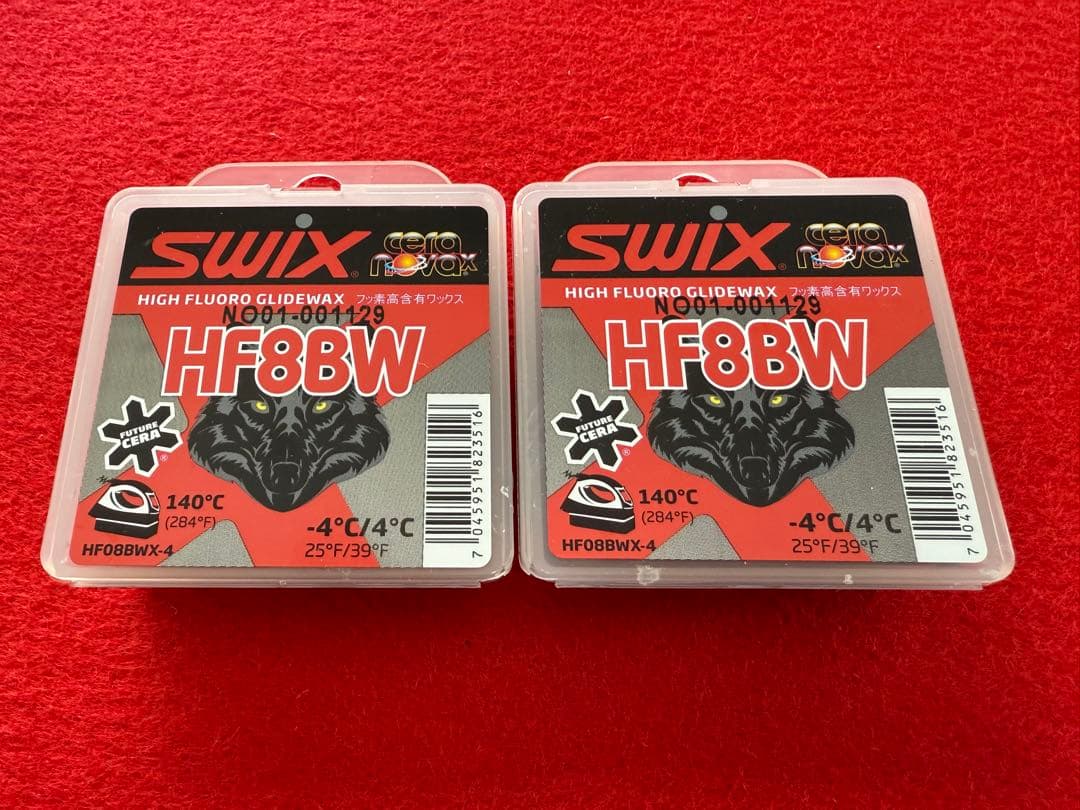 SWIX
cera novax
HIGH FLUORO GLIDEWAX フッ素高含有ワックス
NO01-001129
HF8BW
FUTURE
CERA
140°C
(284°F)
HF08BWX-4
-4°C/4°C
25°F/39°F
7 045951 823516
SWIX
cera novax
HIGH FLUORO GLIDEWAX フッ素高含有ワックス
NO01-001129
HF8BW
FUTURE
CERA
140°C
(284°F)
HF08BWX-4
-4°C/4°C
25°F/39°F
7 045951 823516